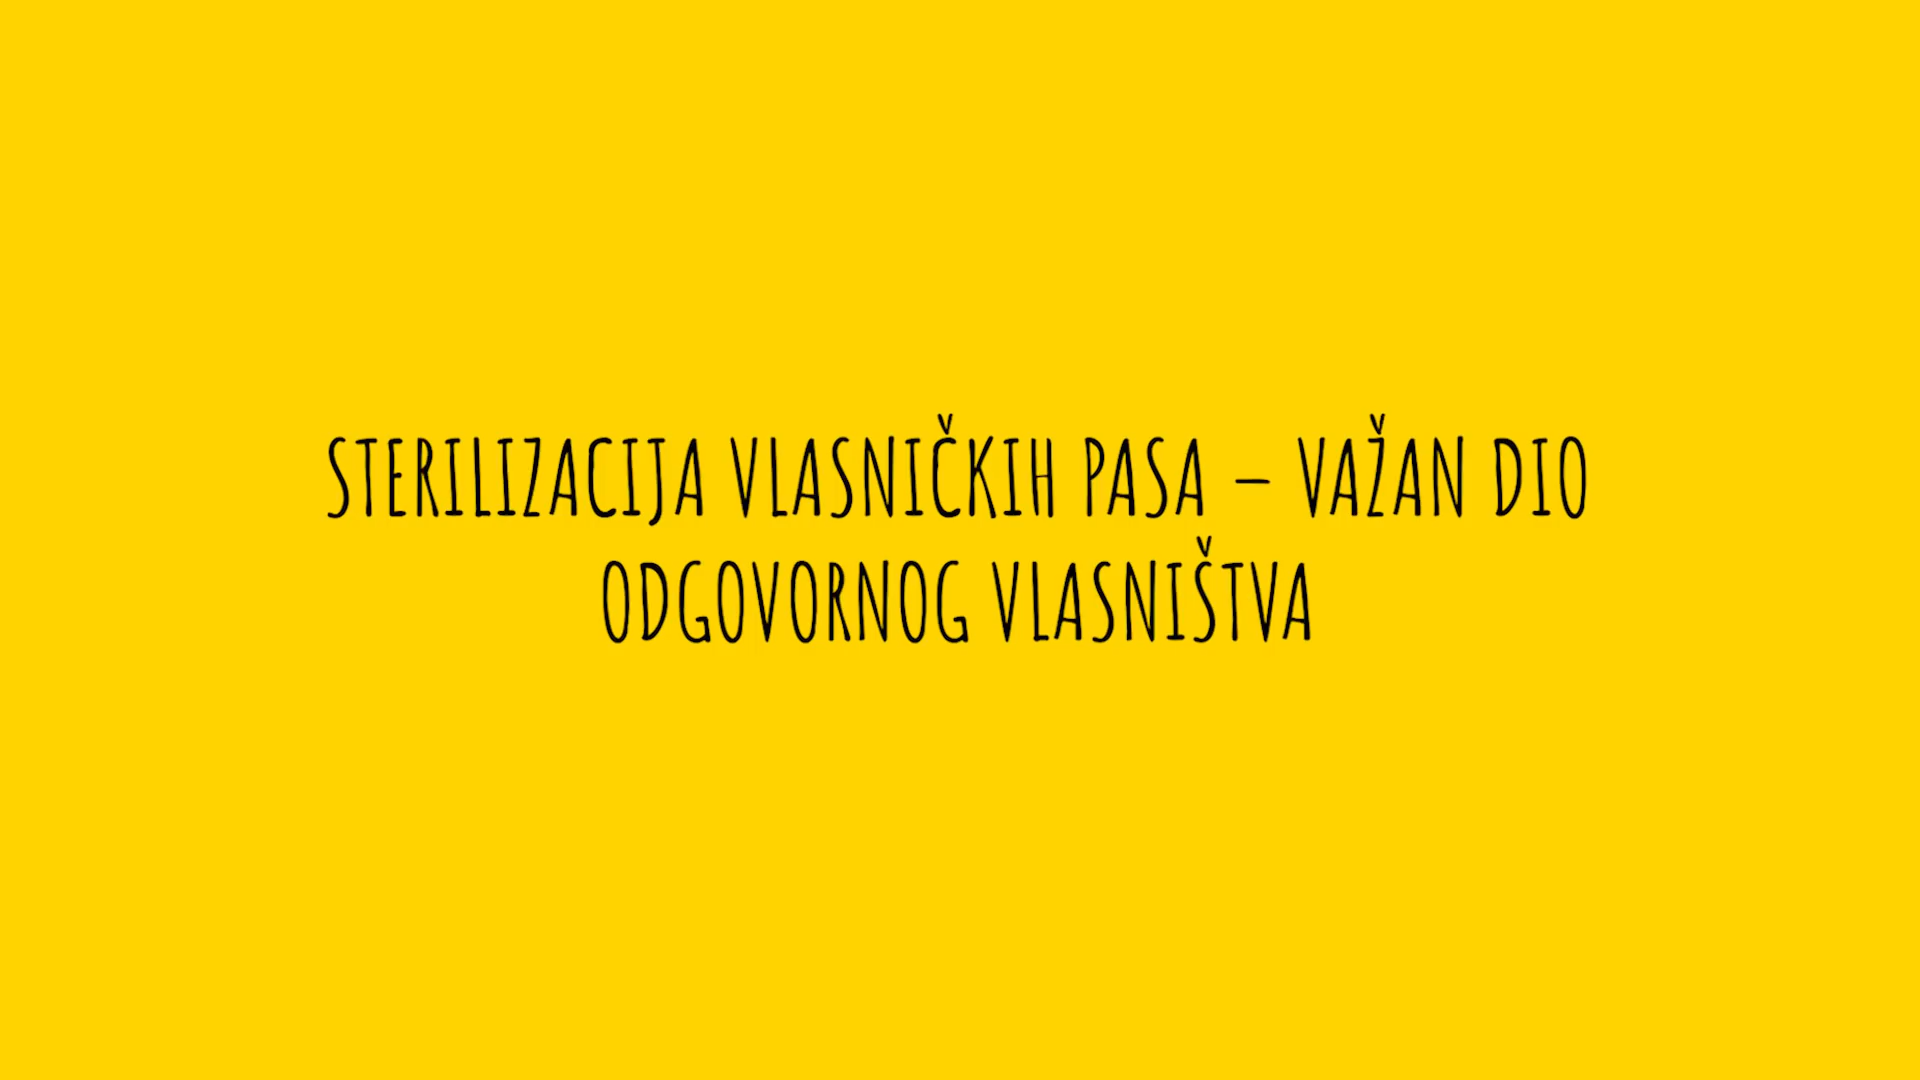 STERILIZACIJA VLASNIČKIH PASA – VAŽAN DIO
ODGOVORNOG VLASNIŠTVA